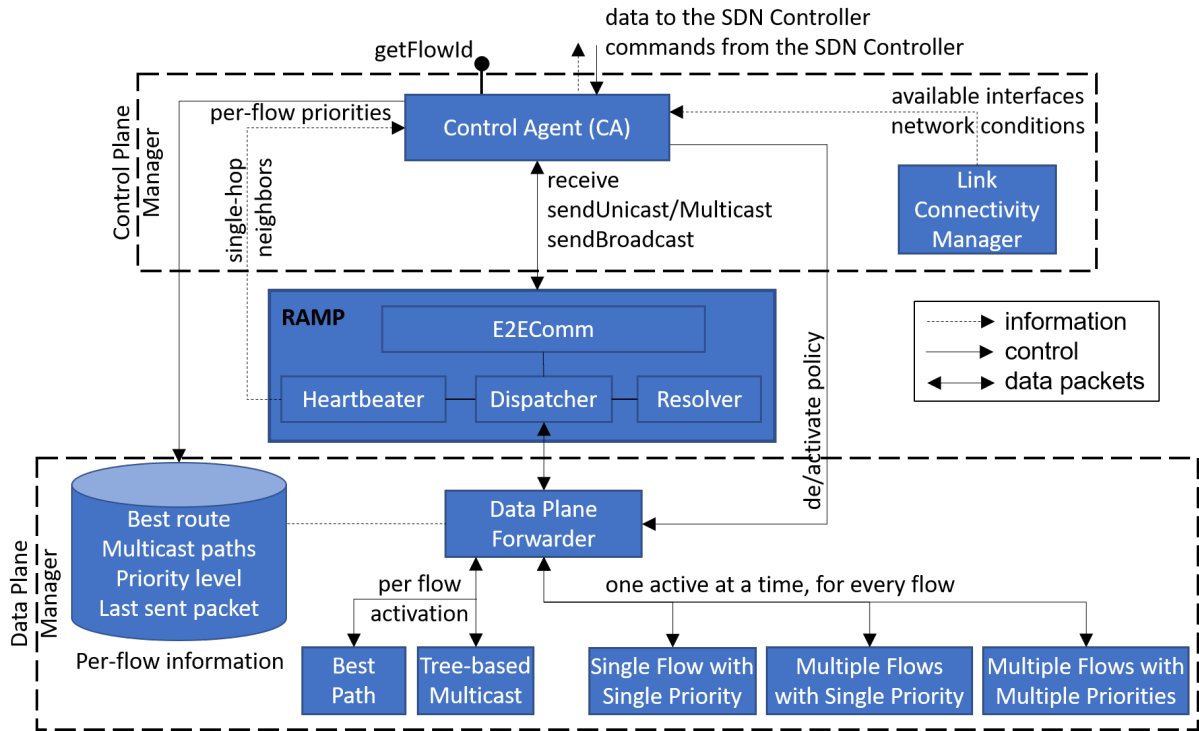 data to the SDN Controller
commands from the SDN Controller
getFlowId
Control Plane
Manager
per-flow priorities
Control Agent (CA)
available interfaces
network conditions
Link
Connectivity
Manager
single-hop
neighbors
receive
sendUnicast/Multicast
sendBroadcast
RAMP
E2EComm
Heartbeater
Dispatcher
Resolver
information
control
data packets
de/activate policy
Data Plane
Manager
Best route
Multicast paths
Priority level
Last sent packet
Per-flow information
Data Plane
Forwarder
per flow
activation
one active at a time, for every flow
Best
Path
Tree-based
Multicast
Single Flow with
Single Priority
Multiple Flows
with Single Priority
Multiple Flows with
Multiple Priorities